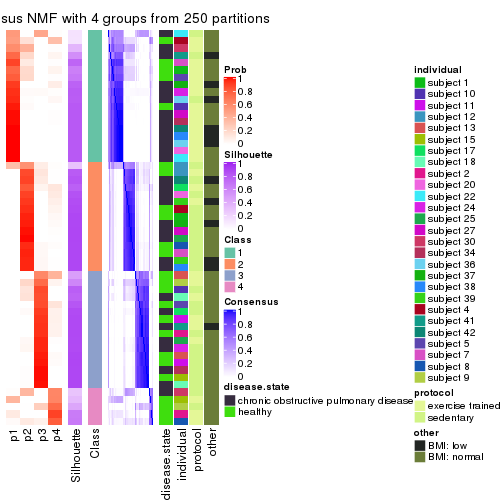 sus NMF with 4 groups from 250 partitions
p1
p2
p3
p4
Silhouette
Class
disease.state
individual
protocol
other
Prob
1
0.8
0.6
0.4
0.2
0
Silhouette
1
0.8
0.6
0.4
0.2
0
Class
1
2
3
4
Consensus
1
0.8
0.6
0.4
0.2
0
disease.state
chronic obstructive pulmonary disease
healthy
individual
subject 1
subject 10
subject 11
subject 12
subject 13
subject 15
subject 17
subject 18
subject 2
subject 20
subject 22
subject 24
subject 25
subject 27
subject 30
subject 34
subject 36
subject 37
subject 38
subject 39
subject 4
subject 41
subject 42
subject 5
subject 7
subject 8
subject 9
protocol
exercise trained
sedentary
other
BMI: low
BMI: normal